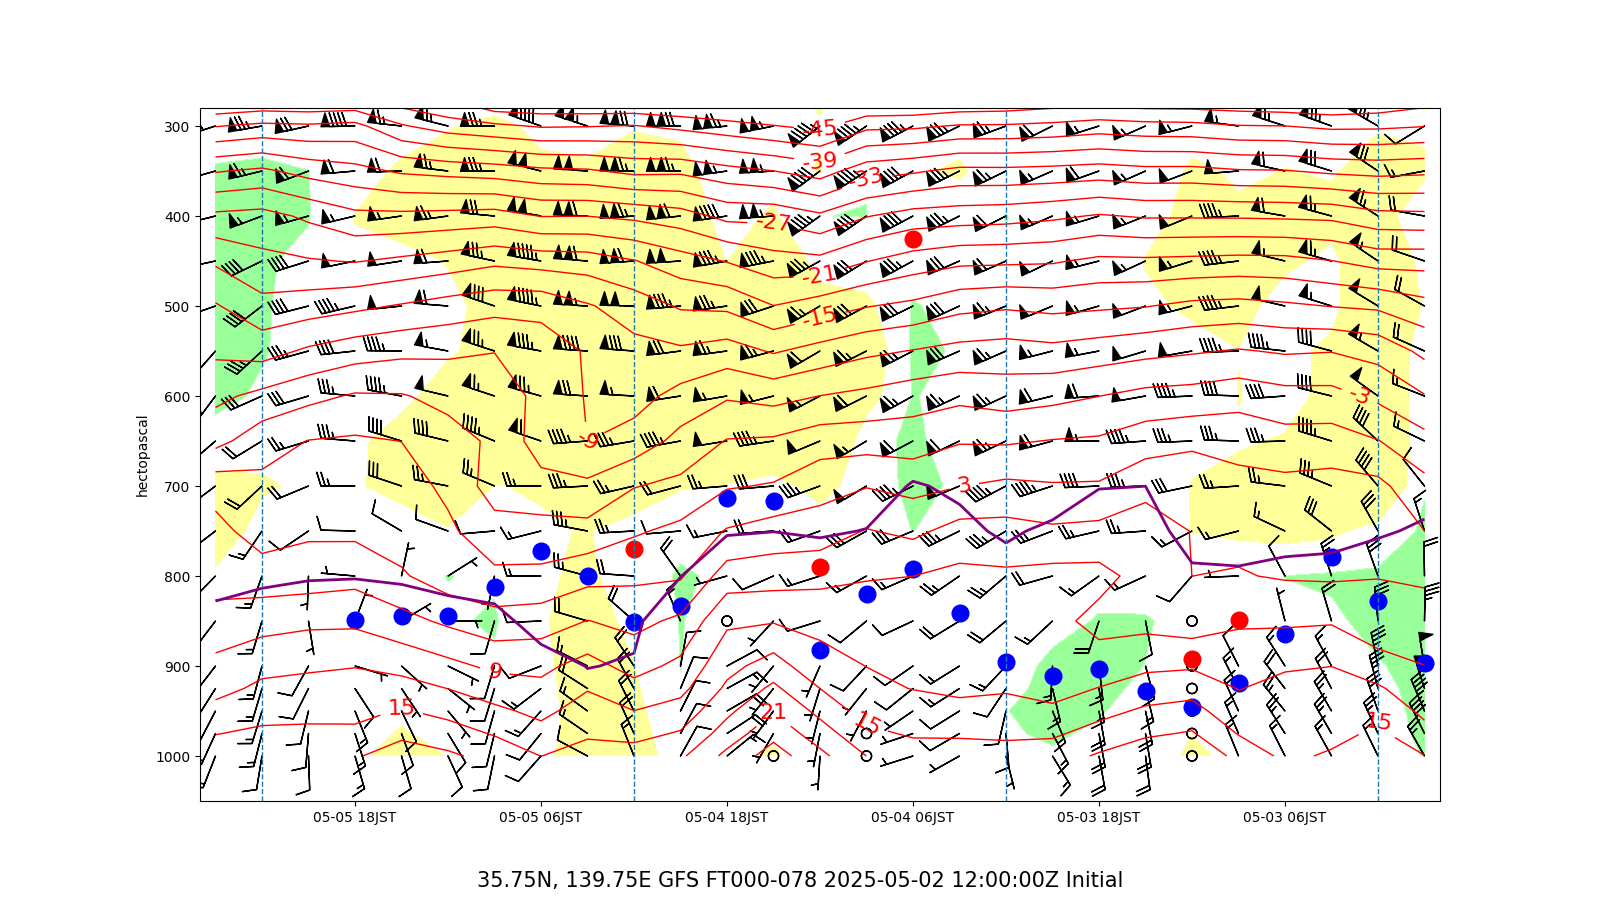 300
400
500
600
700
800
900
1000
hectopascal
-45
-39
-33
-27
-21
-15
-9
-3
3
9
15
21
15
15
05-05 18JST
05-05 06JST
05-04 18JST
05-04 06JST
05-03 18JST
05-03 06JST
35.75N, 139.75E GFS FT000-078 2025-05-02 12:00:00Z Initial